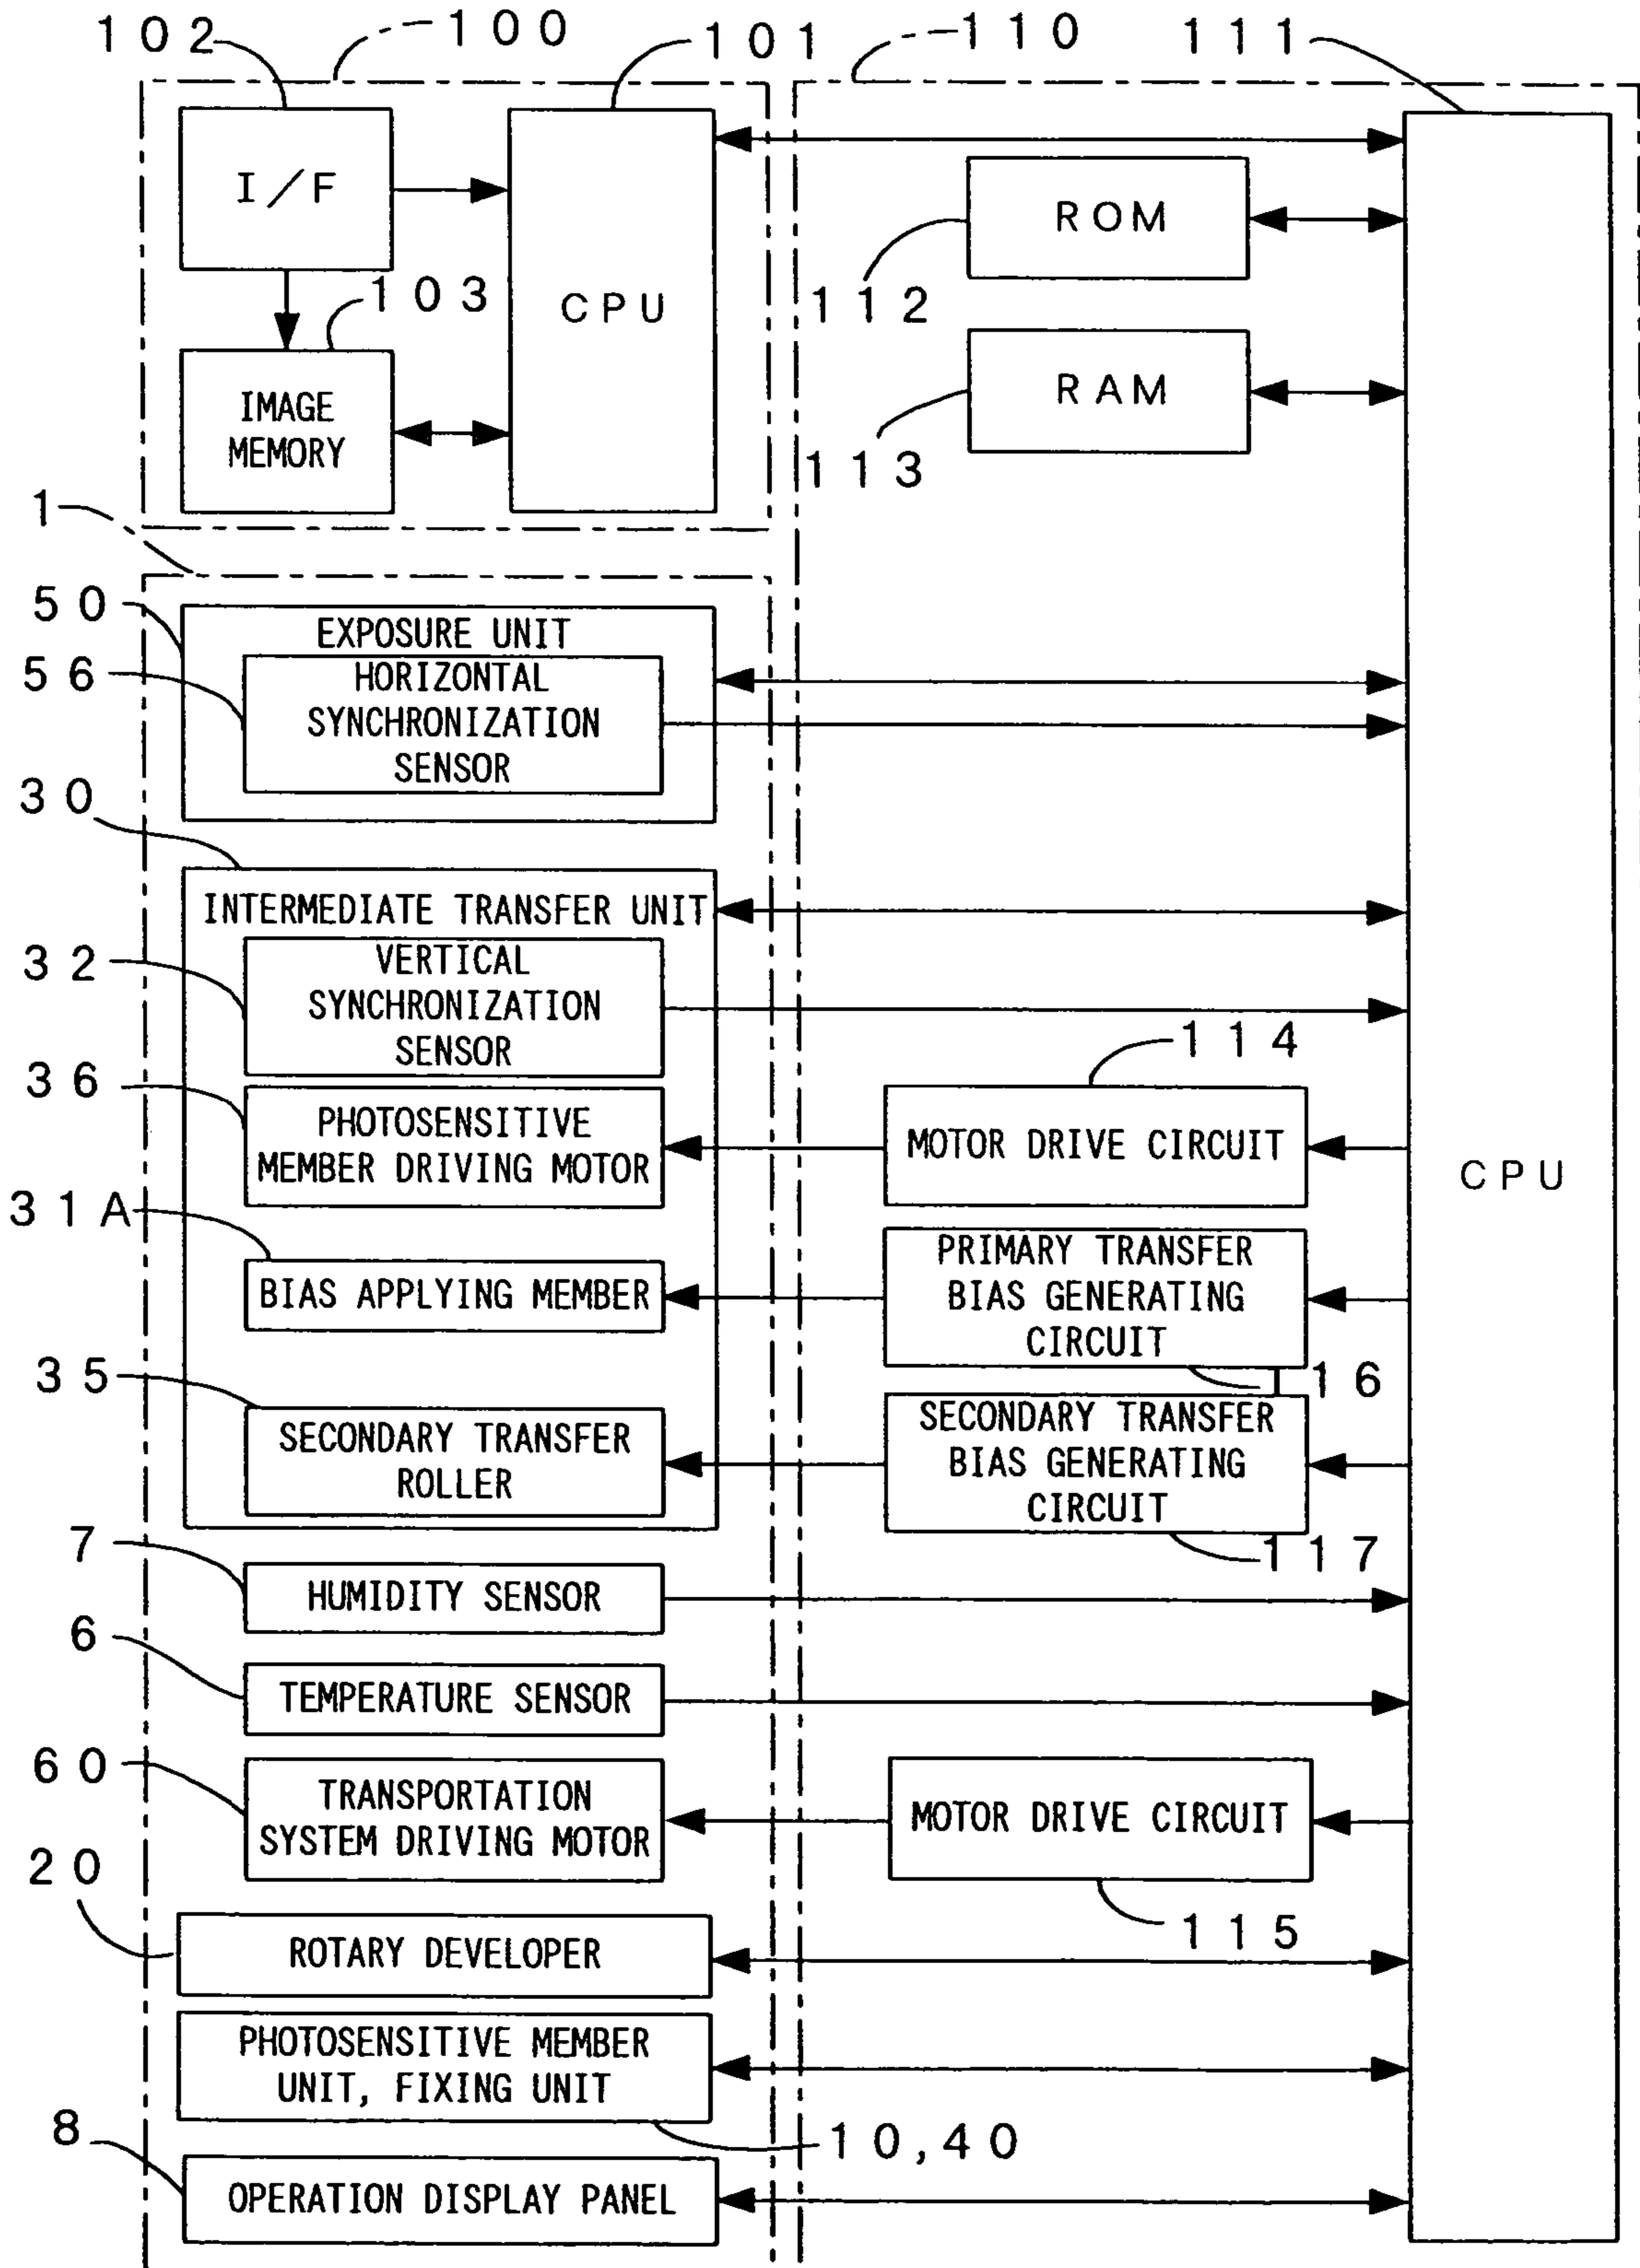 102
100
101
110
111
I/F
CPU
ROM
112
103
IMAGE
MEMORY
RAM
113
1
50
EXPOSURE UNIT
56
HORIZONTAL
SYNCHRONIZATION
SENSOR
30
INTERMEDIATE TRANSFER UNIT
32
VERTICAL
SYNCHRONIZATION
SENSOR
114
36
PHOTOSENSITIVE
MEMBER DRIVING MOTOR
MOTOR DRIVE CIRCUIT
CPU
31A
BIAS APPLYING MEMBER
PRIMARY TRANSFER
BIAS GENERATING
CIRCUIT
116
35
SECONDARY TRANSFER
ROLLER
SECONDARY TRANSFER
BIAS GENERATING
CIRCUIT
117
7
HUMIDITY SENSOR
6
TEMPERATURE SENSOR
60
TRANSPORTATION
SYSTEM DRIVING MOTOR
MOTOR DRIVE CIRCUIT
115
20
ROTARY DEVELOPER
PHOTOSENSITIVE MEMBER
UNIT, FIXING UNIT
10,40
8
OPERATION DISPLAY PANEL